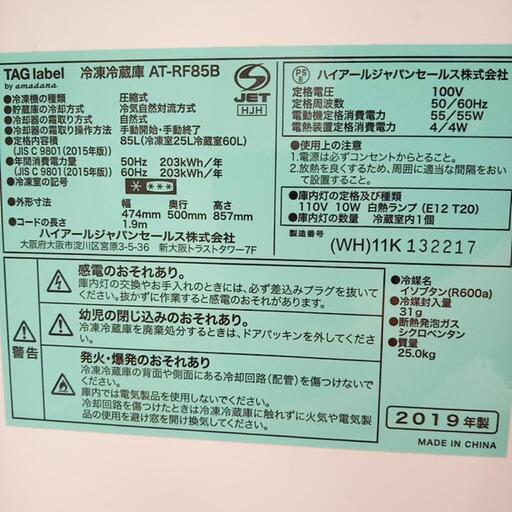 TAG label 冷凍冷蔵庫 AT-RF85B
by amadana
S JET
HJH
●冷凍機の種類 圧縮式
●貯蔵庫の冷却方式 冷気自然対流方式
●冷却器の霜取り方式 自然式
●冷却器の霜取り操作方法 手動開始・手動終了
●定格内容積 85L(冷凍室25L冷蔵室60L)
(JIS C 9801(2015年版))
●年間消費電力量 50Hz 203kWh/年
(JIS C 9801(2015年版)) 60Hz 203kWh/年
●冷凍室の記号
●外形寸法 幅 奥行き 高さ
474mm 500mm 857mm
●コードの長さ 1.9m
ハイアールジャパンセールス株式会社
大阪府大阪市淀川区宮原3-5-36 新大阪トラストタワー7F
PSE ハイアールジャパンセールス株式会社
定格電圧 100V
定格周波数 50/60Hz
電動機定格消費電力 55/55W
電熱装置定格消費電力 4/4W
●使用上の注意
1.電源は必ずコンセントからとること。
2.放熱を良くするため、周囲に適当な間隔をおい
て設置すること。
●庫内灯の定格及び種類
110V 10W 白熱ランプ(E12 T20)
●庫内灯の数量 冷蔵室内1個
製造番号 (WH)11K 132217
警告
感電のおそれあり
庫内灯の交換やお手入れのときには、必ず差込みプラグを抜いて
ください。抜かずに作業すると感電のおそれがあります。
幼児の閉じ込めのおそれあり
冷凍冷蔵庫を廃棄処分するときは、ドアパッキンを外してください。
発火・爆発のおそれあり
冷凍冷蔵庫の背面や側面にある冷却回路(配管)を傷つけないで
ください。庫内では電気製品を使用しないでください。
冷却回路を傷つけたときは冷凍冷蔵庫に触れずに火気や電気製
品の使用を避け窓を開けて換気してください。
●冷媒名
イソブタン(R600a)
●冷媒封入量
31g
●断熱発泡ガス
シクロペンタン
●質量
25.0kg
2019年製
MADE IN CHINA